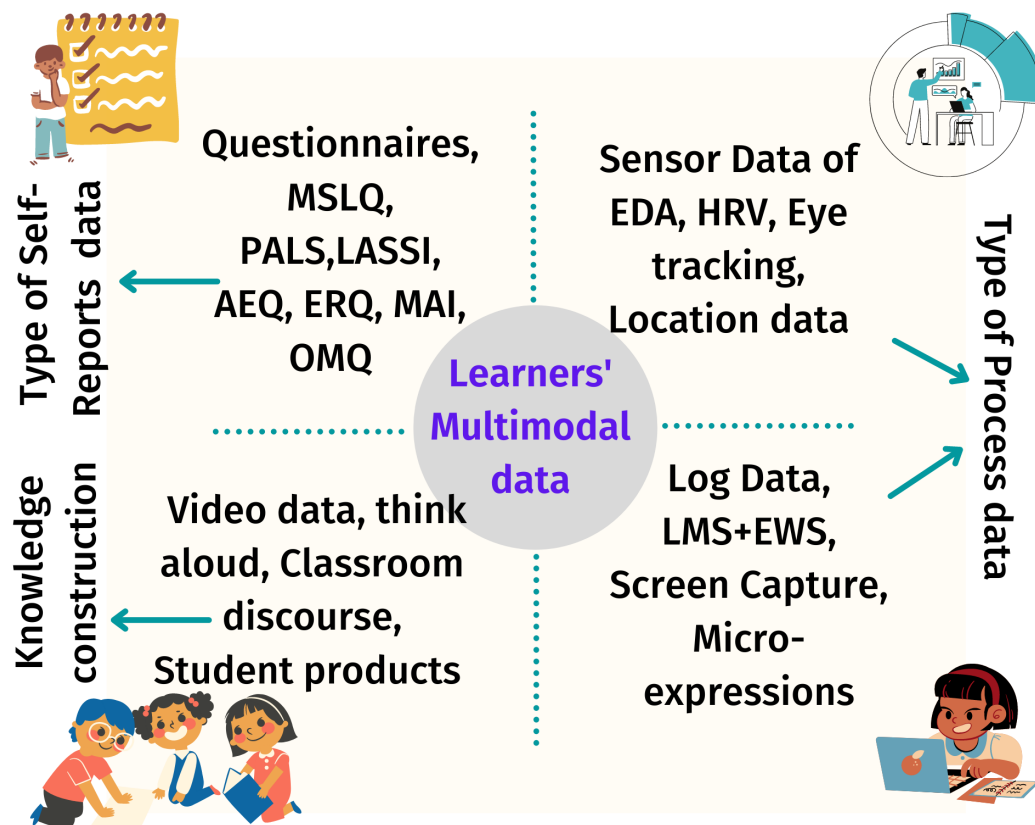 Questionnaires,
MSLQ,
PALS,LASSI,
AEQ, ERQ, MAI,
OMQ
Type of Self-
Reports data
Sensor Data of
EDA, HRV, Eye
tracking,
Location data
Type of Process data
Learners'
Multimodal
data
Video data, think
aloud, Classroom
discourse,
Student products
Knowledge
construction
Log Data,
LMS+EWS,
Screen Capture,
Micro-
expressions